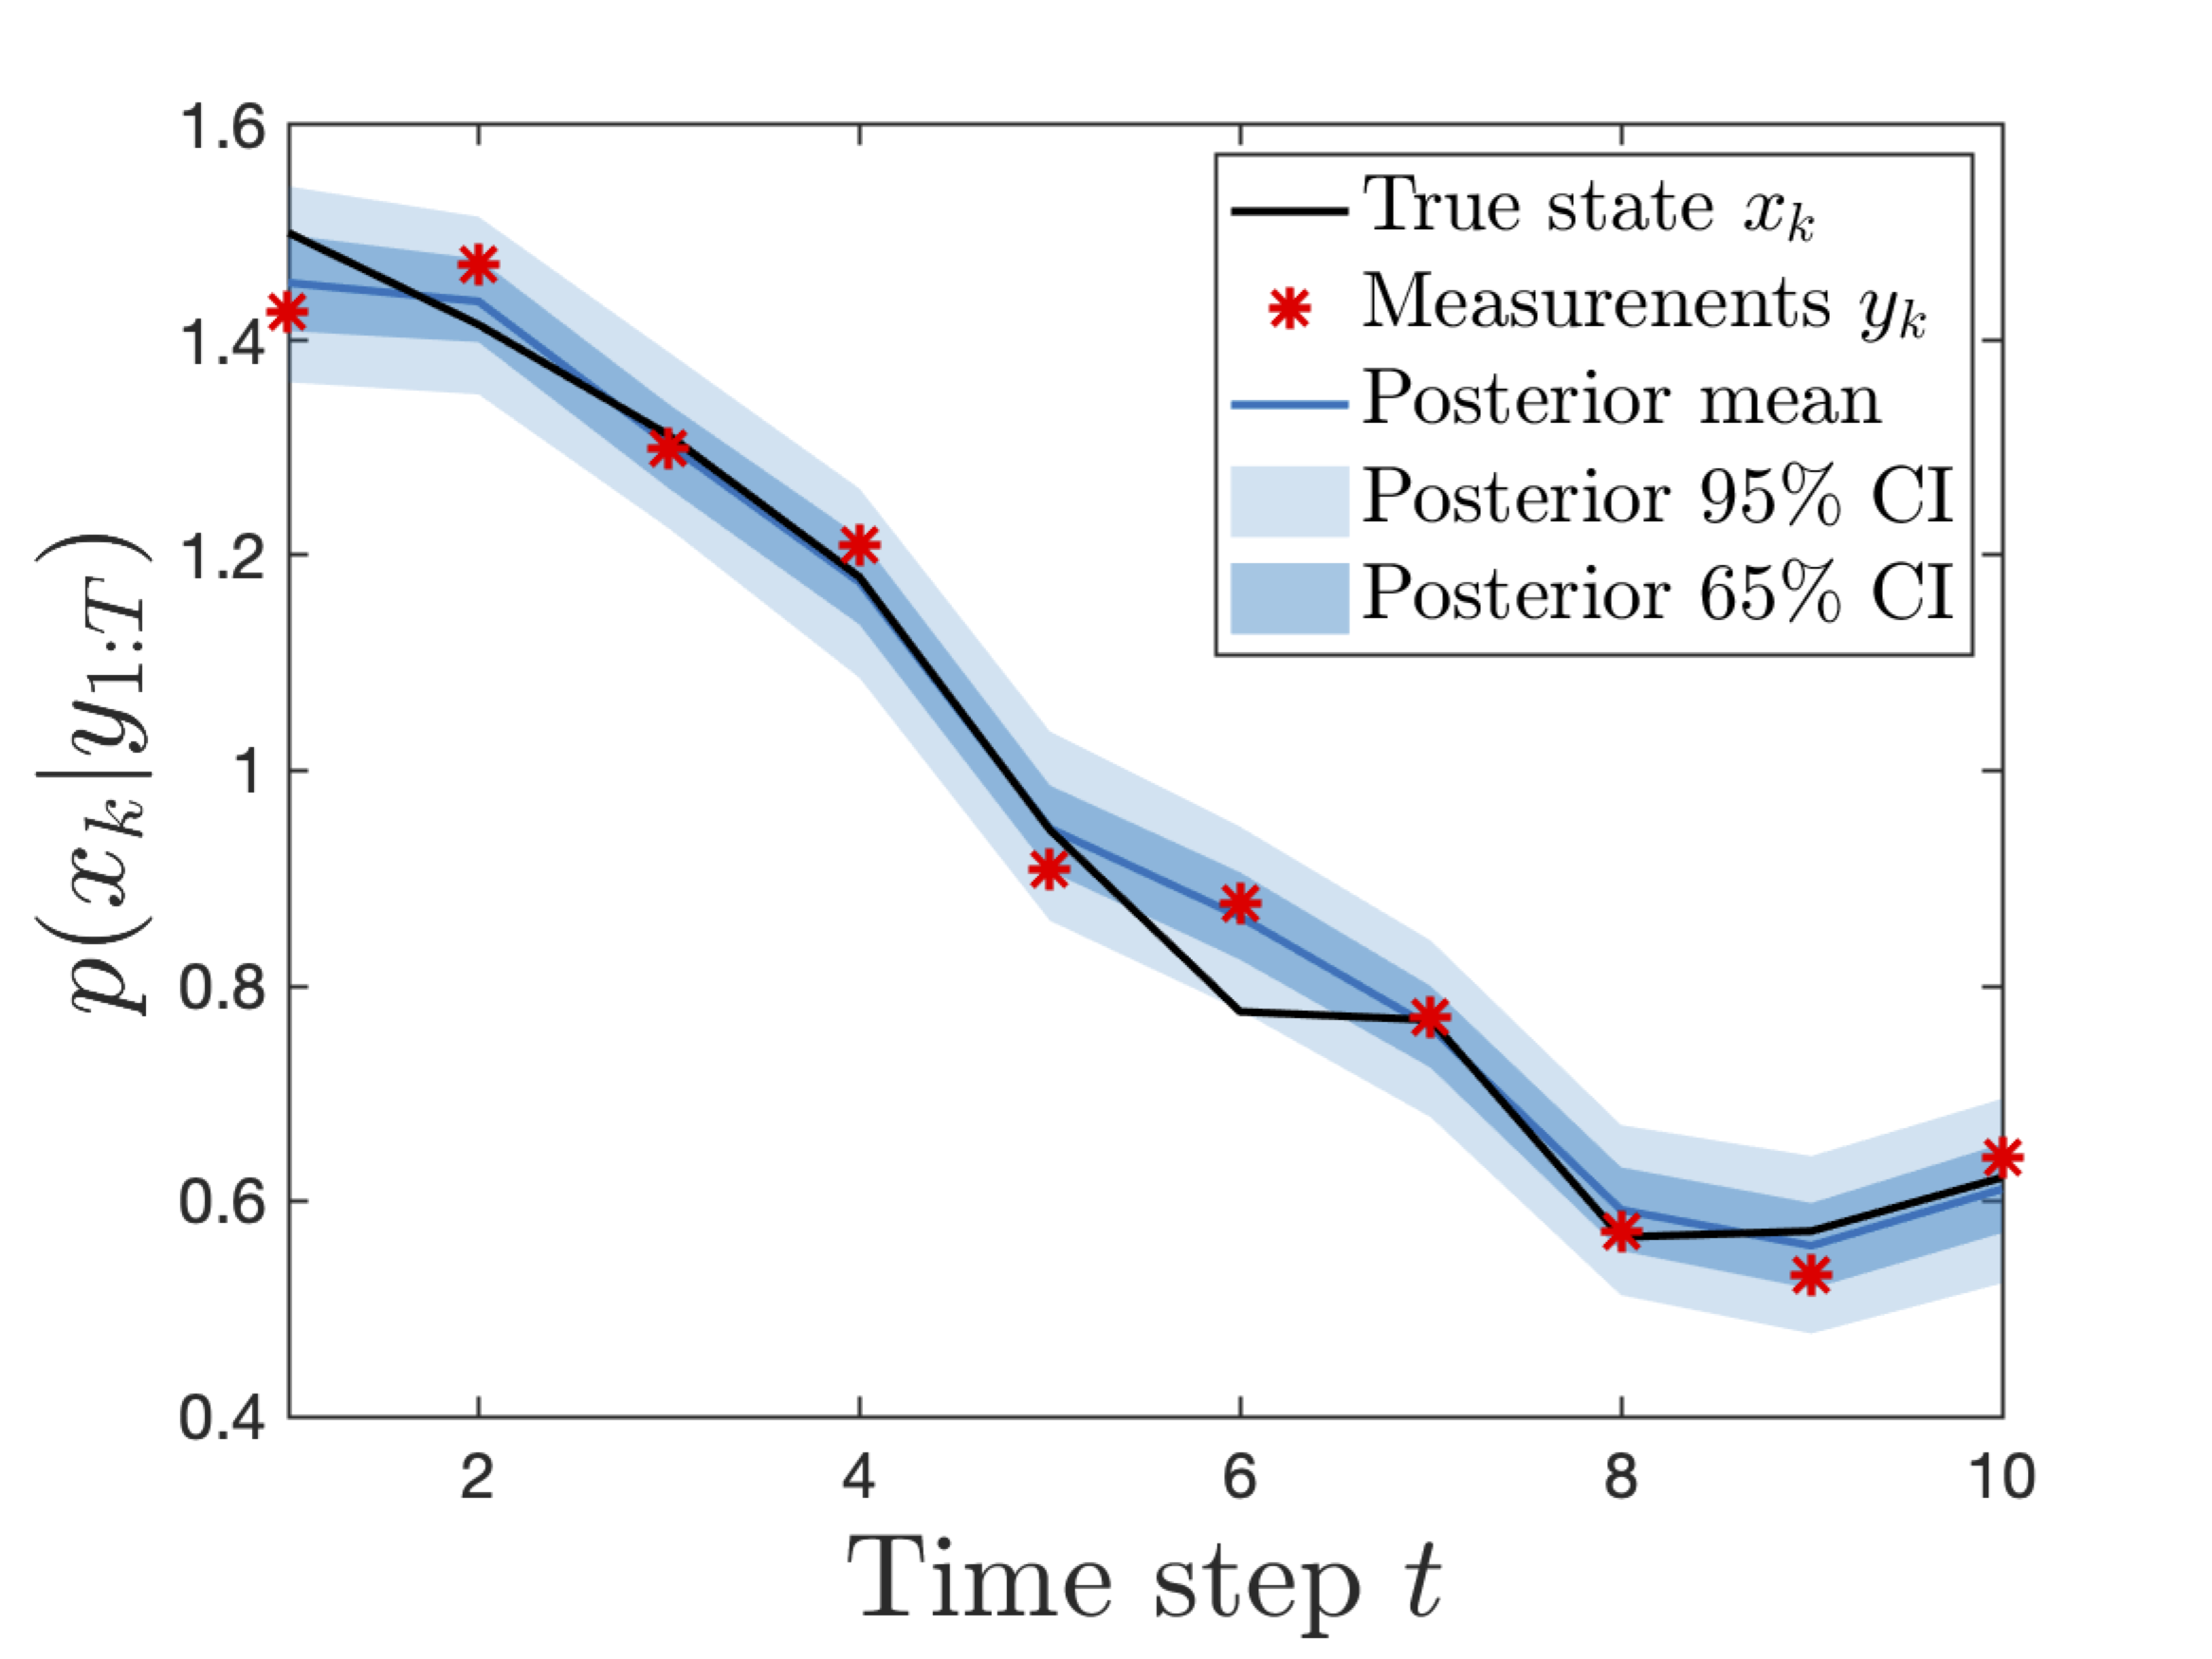 1.6
1.4
1.2
1
0.8
0.6
0.4
2 4 6 8 10
Time step t
p(x_k|y_{1:T})
True state x_k
Measurenents y_k
Posterior mean
Posterior 95% CI
Posterior 65% CI